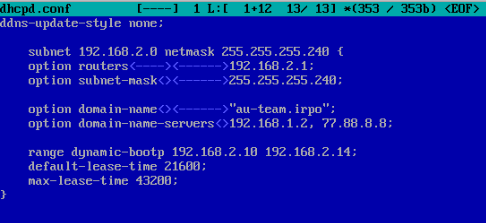 dhcpd.conf [----] 1 L:[ 1+12 13/ 13] *(353 / 353b) <EOF>
ddns-update-style none;
subnet 192.168.2.0 netmask 255.255.255.240 {
option routers<----><------>192.168.2.1;
option subnet-mask<><------>255.255.255.240;
option domain-name<><------>"au-team.irpo";
option domain-name-servers<>192.168.1.2, 77.88.8.8;
range dynamic-bootp 192.168.2.10 192.168.2.14;
default-lease-time 21600;
max-lease-time 43200;
}